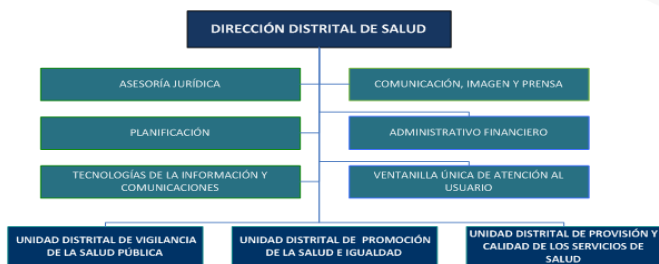 DIRECCIÓN DISTRITAL DE SALUD
ASESORÍA JURÍDICA
COMUNICACIÓN, IMAGEN Y PRENSA
PLANIFICACIÓN
ADMINISTRATIVO FINANCIERO
TECNOLOGÍAS DE LA INFORMACIÓN Y
COMUNICACIONES
VENTANILLA ÚNICA DE ATENCIÓN AL
USUARIO
UNIDAD DISTRITAL DE VIGILANCIA
DE LA SALUD PÚBLICA
UNIDAD DISTRITAL DE PROMOCIÓN
DE LA SALUD E IGUALDAD
UNIDAD DISTRITAL DE PROVISIÓN Y
CALIDAD DE LOS SERVICIOS DE
SALUD